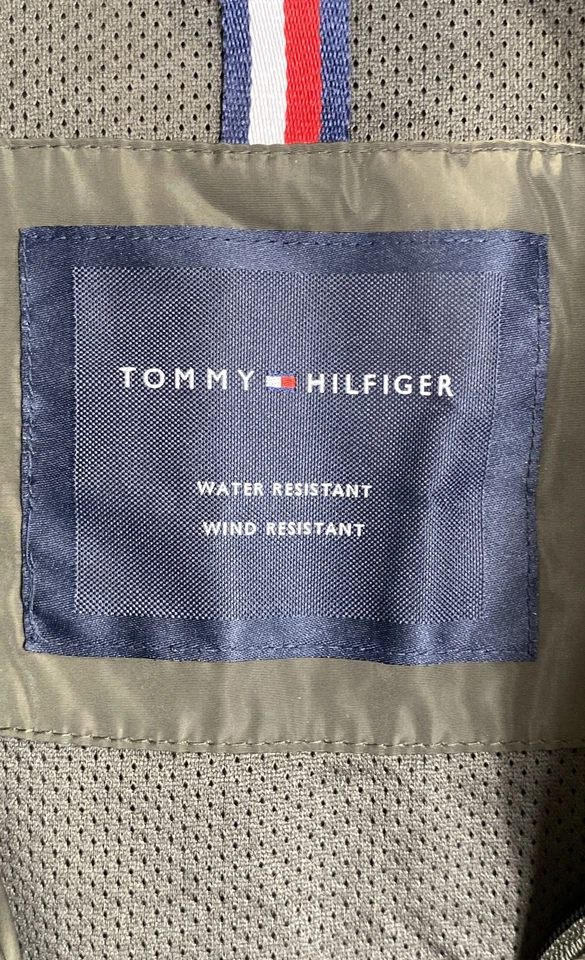 TOMMY HILFIGER
WATER RESISTANT
WIND RESISTANT